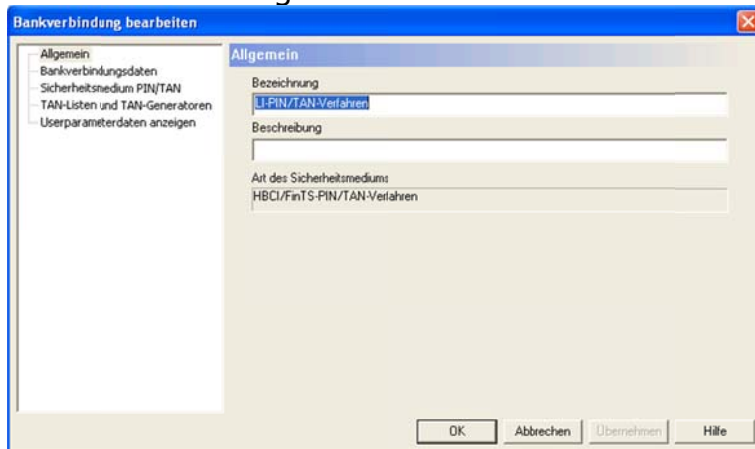 Bankverbindung bearbeiten
Allgemein
Bankverbindungsdaten
Sicherheitsmedium PIN/TAN
TAN-Listen und TAN-Generatoren
Userparameterdaten anzeigen
Allgemein
Bezeichnung
LI-PIN/TAN-Verfahren
Beschreibung
Art des Sicherheitsmediums
HBCI/FinTS-PIN/TAN-Verfahren
OK Abbrechen Übernehmen Hilfe